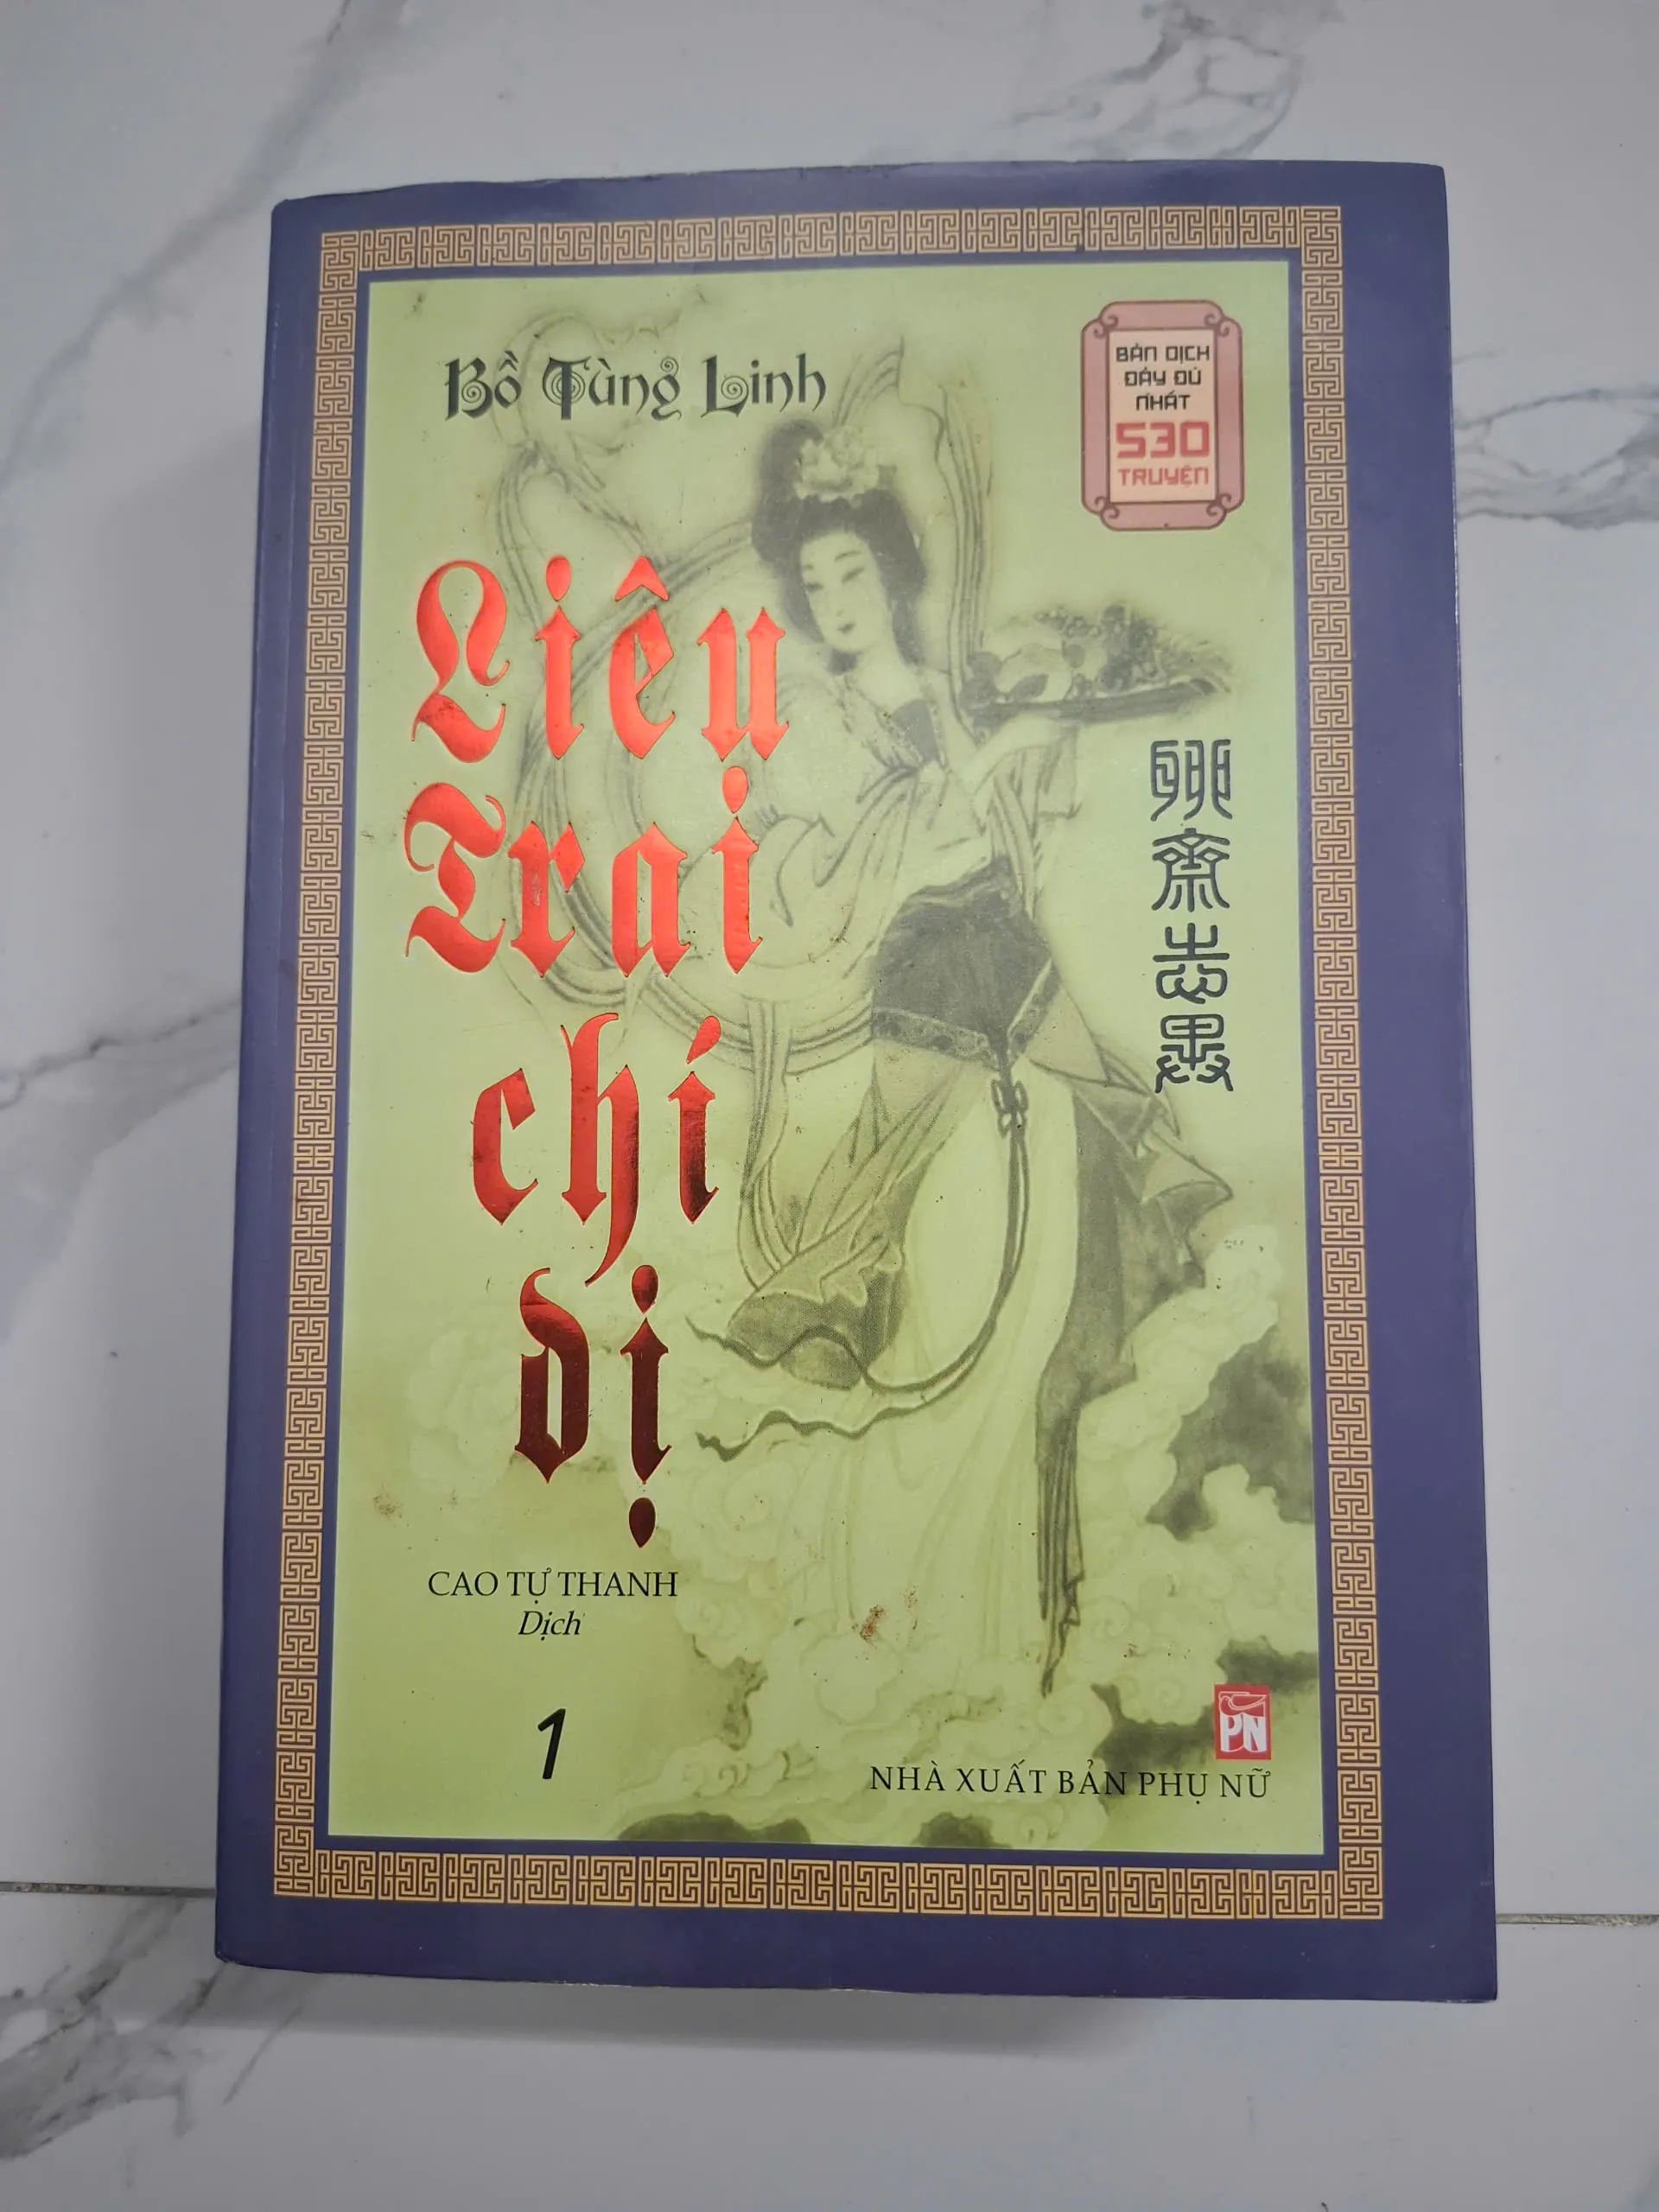 Bồ Tùng Linh
BẢN DỊCH
ĐẦY ĐỦ
NHẤT
530
TRUYỆN
Liêu
Trai
chí
dị
聊
齋
志
異
CAO TỰ THANH
Dịch
1
PN
NHÀ XUẤT BẢN PHỤ NỮ